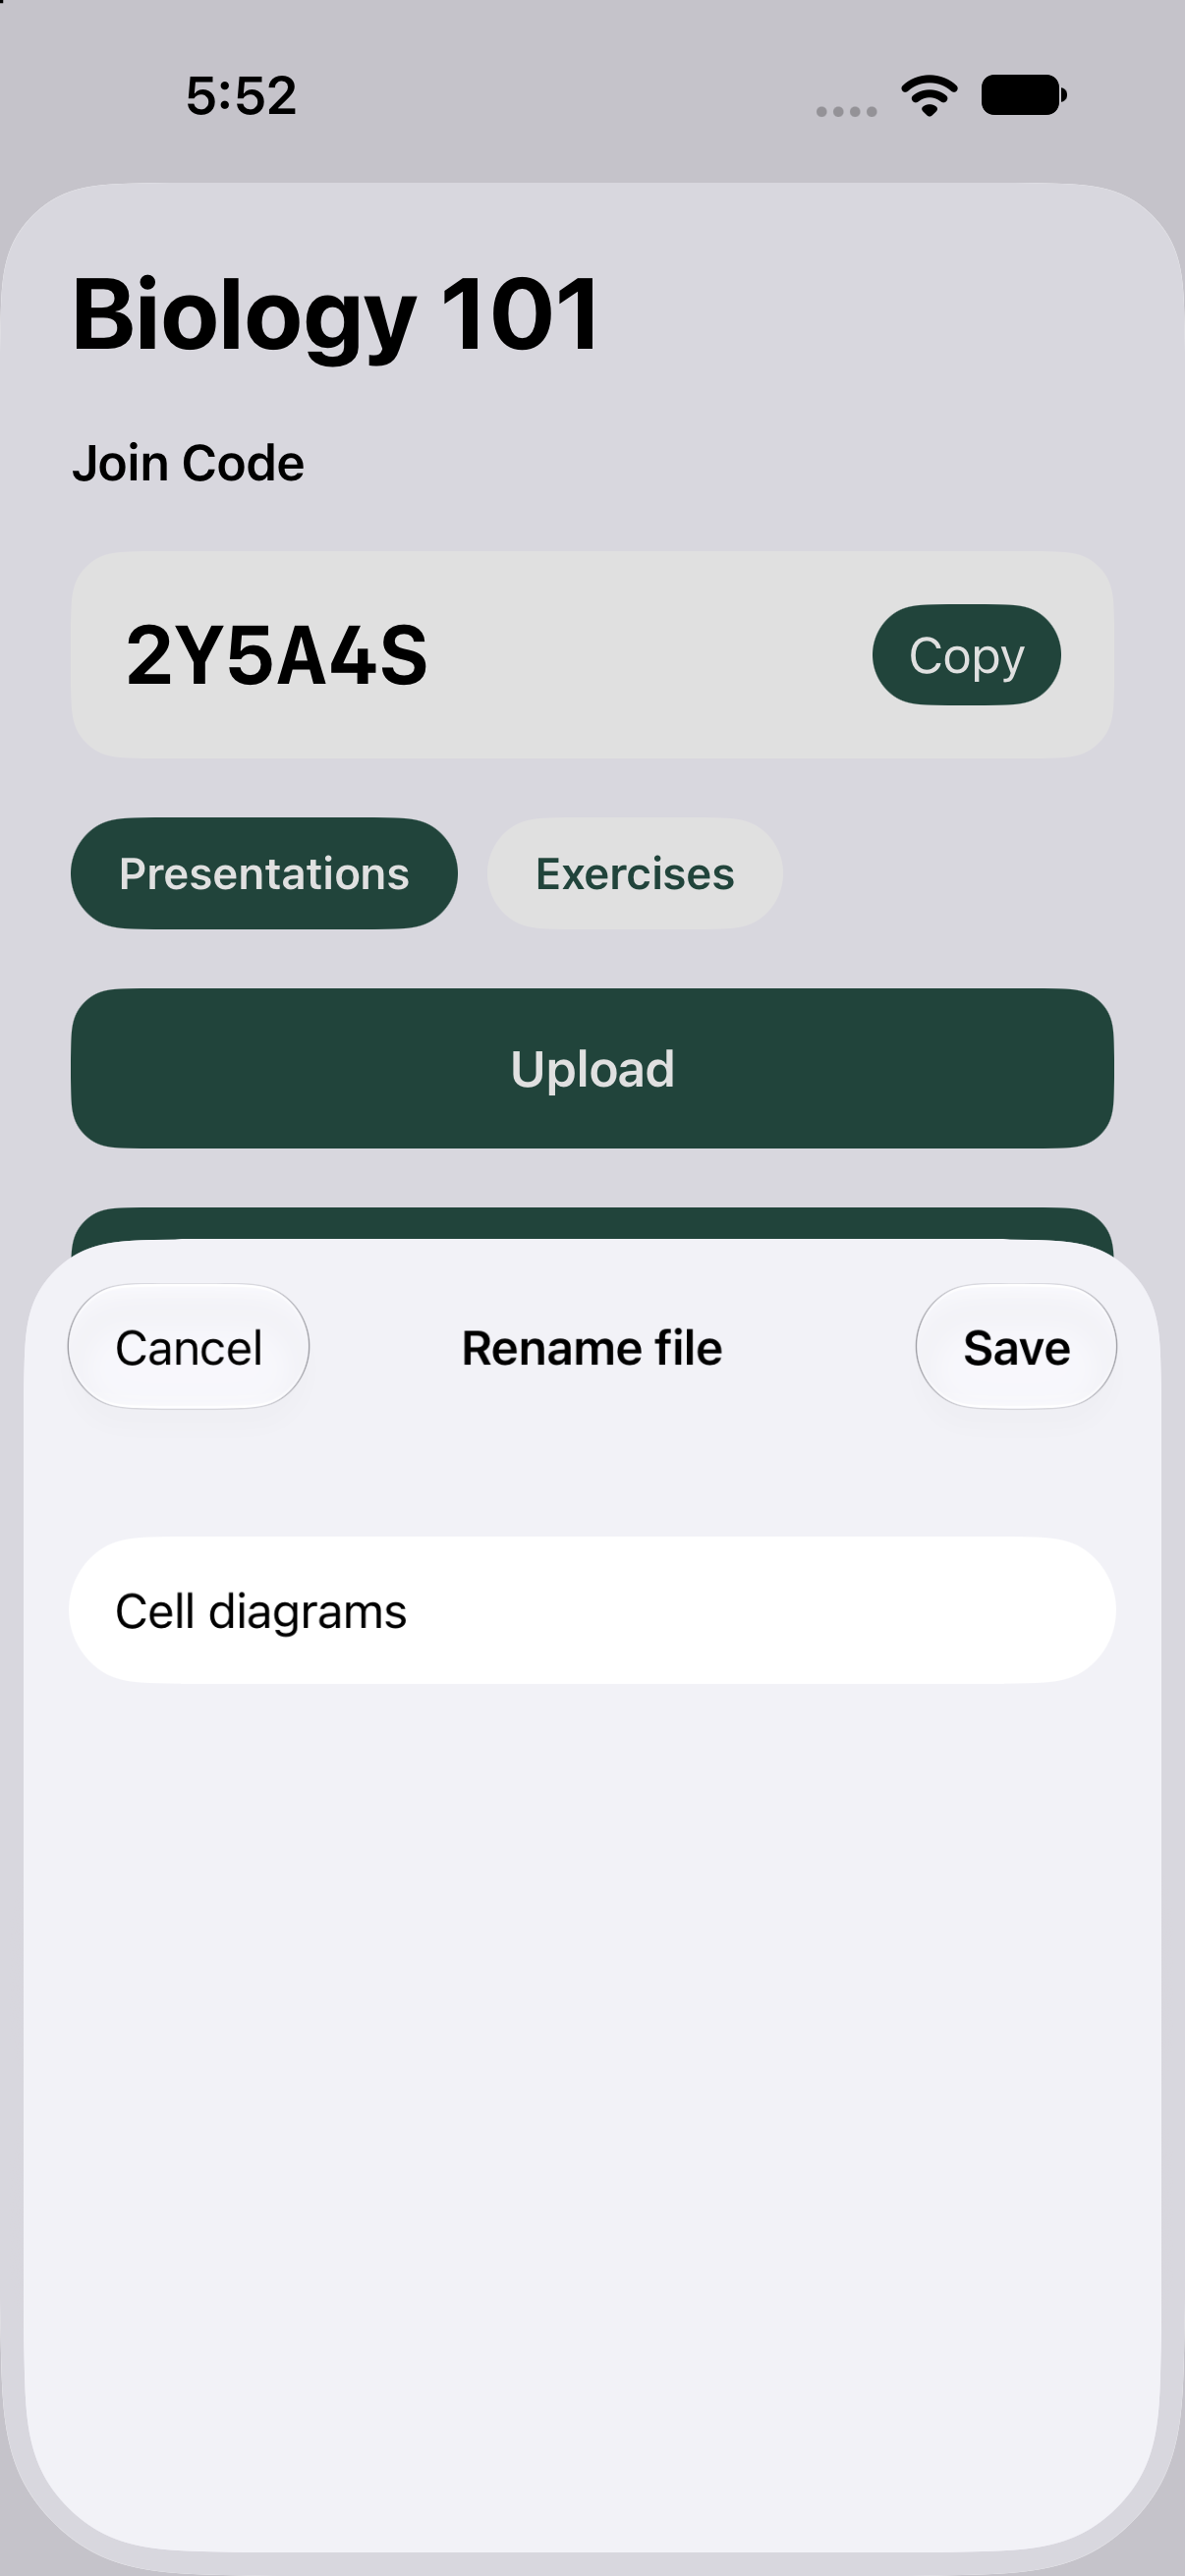 5:52
Biology 101
Join Code
2Y5A4S
Copy
Presentations
Exercises
Upload
Cancel
Rename file
Save
Cell diagrams